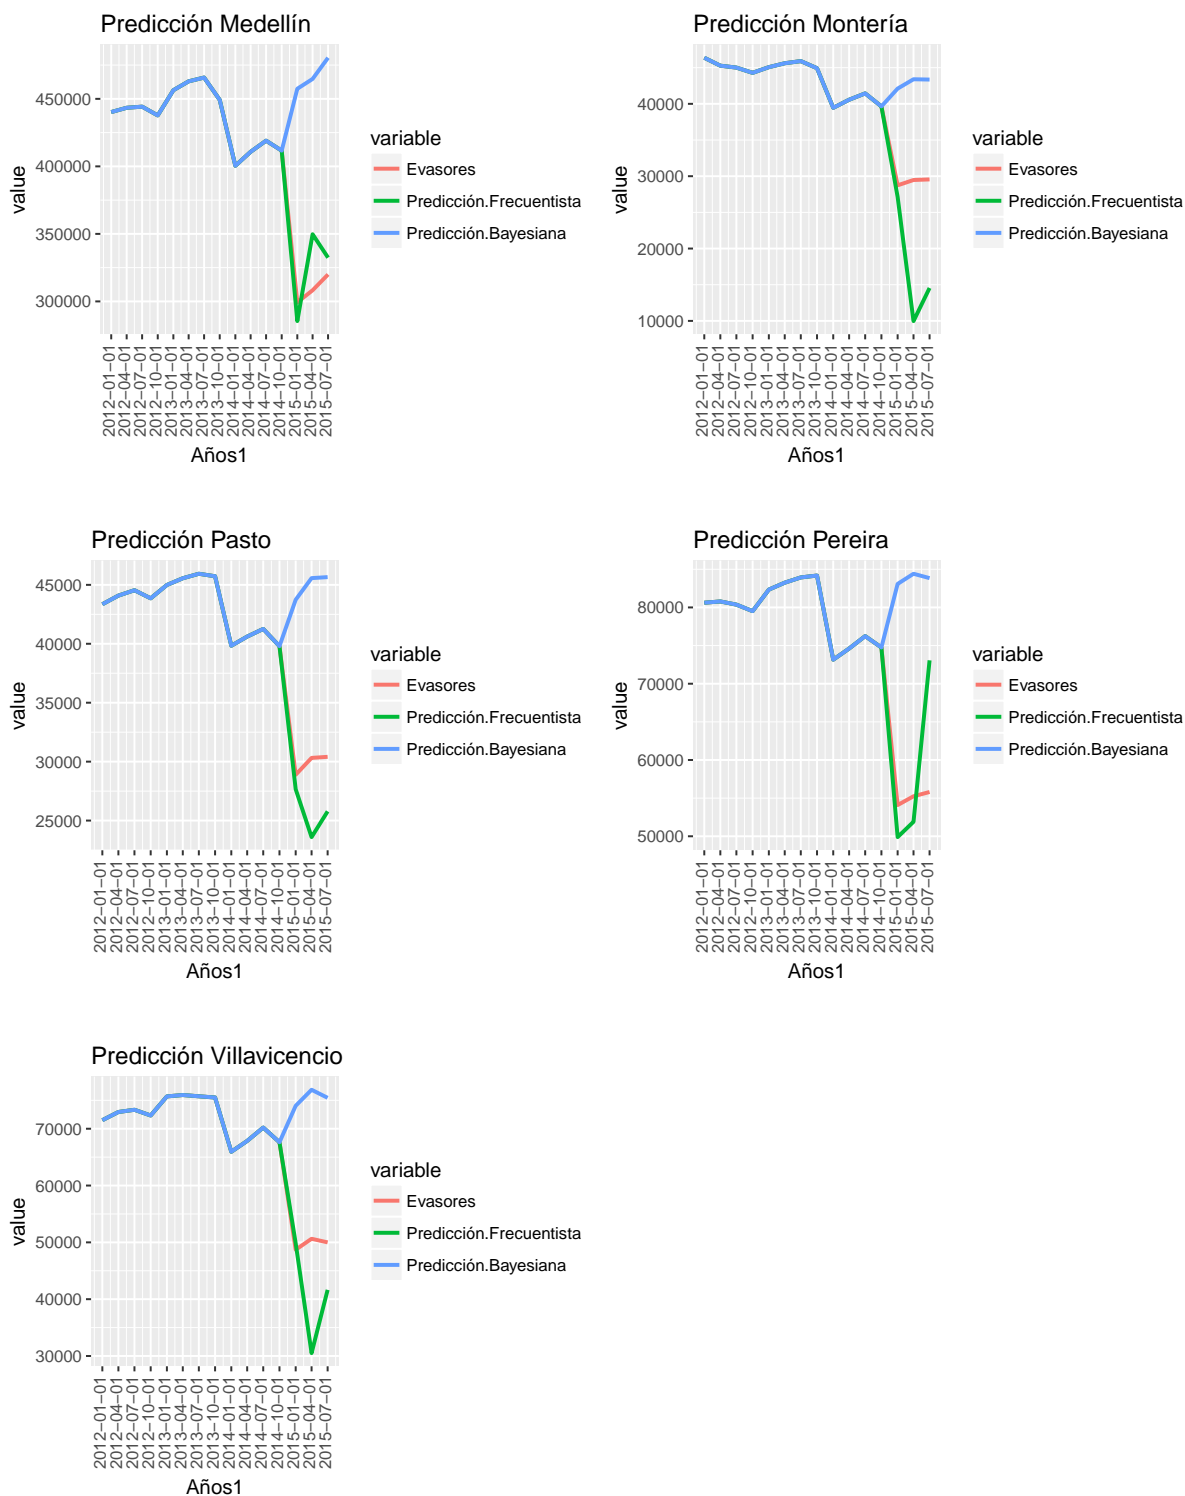 Predicción Medellín
value
450000
400000
350000
300000
2012−01−01
2012−04−01
2012−07−01
2012−10−01
2013−01−01
2013−04−01
2013−07−01
2013−10−01
2014−01−01
2014−04−01
2014−07−01
2014−10−01
2015−01−01
2015−04−01
2015−07−01
Años1
variable
Evasores
Predicción.Frecuentista
Predicción.Bayesiana
Predicción Montería
value
40000
30000
20000
10000
2012−01−01
2012−04−01
2012−07−01
2012−10−01
2013−01−01
2013−04−01
2013−07−01
2013−10−01
2014−01−01
2014−04−01
2014−07−01
2014−10−01
2015−01−01
2015−04−01
2015−07−01
Años1
variable
Evasores
Predicción.Frecuentista
Predicción.Bayesiana
Predicción Pasto
value
45000
40000
35000
30000
25000
2012−01−01
2012−04−01
2012−07−01
2012−10−01
2013−01−01
2013−04−01
2013−07−01
2013−10−01
2014−01−01
2014−04−01
2014−07−01
2014−10−01
2015−01−01
2015−04−01
2015−07−01
Años1
variable
Evasores
Predicción.Frecuentista
Predicción.Bayesiana
Predicción Pereira
value
80000
70000
60000
50000
2012−01−01
2012−04−01
2012−07−01
2012−10−01
2013−01−01
2013−04−01
2013−07−01
2013−10−01
2014−01−01
2014−04−01
2014−07−01
2014−10−01
2015−01−01
2015−04−01
2015−07−01
Años1
variable
Evasores
Predicción.Frecuentista
Predicción.Bayesiana
Predicción Villavicencio
value
70000
60000
50000
40000
30000
2012−01−01
2012−04−01
2012−07−01
2012−10−01
2013−01−01
2013−04−01
2013−07−01
2013−10−01
2014−01−01
2014−04−01
2014−07−01
2014−10−01
2015−01−01
2015−04−01
2015−07−01
Años1
variable
Evasores
Predicción.Frecuentista
Predicción.Bayesiana